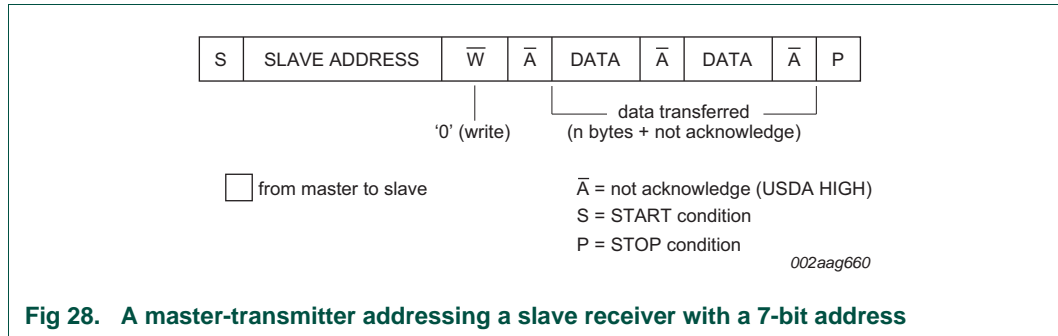 S SLAVE ADDRESS W̅ A̅ DATA A̅ DATA A̅ P
data transferred
'0' (write) (n bytes + not acknowledge)
from master to slave
A̅ = not acknowledge (USDA HIGH)
S = START condition
P = STOP condition
002aag660
Fig 28. A master-transmitter addressing a slave receiver with a 7-bit address